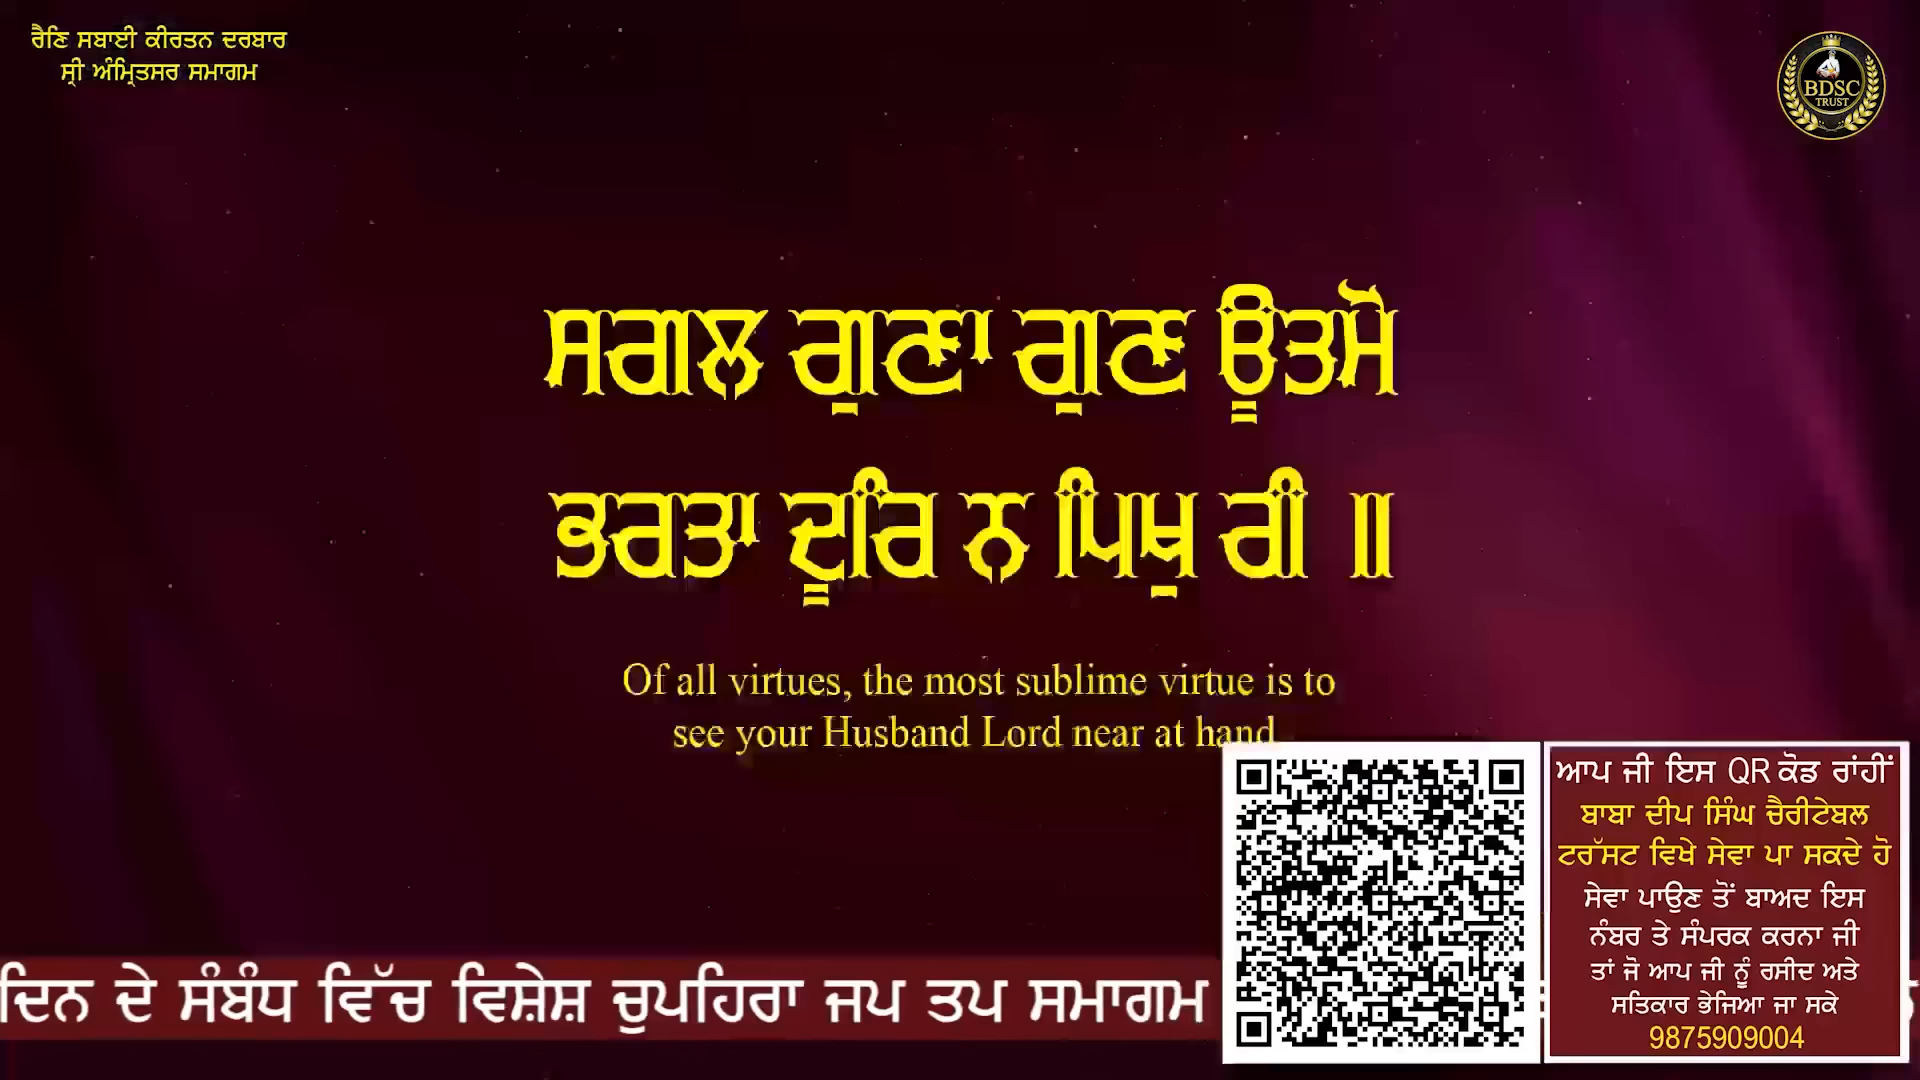 ਰੈਣਿ ਸਬਾਈ ਕੀਰਤਨ ਦਰਬਾਰ
ਸ੍ਰੀ ਅੰਮ੍ਰਿਤਸਰ ਸਮਾਗਮ
BDSC
TRUST
ਸਗਲ ਗੁਣਾ ਗੁਣ ਊਤਮੋ
ਭਰਤਾ ਦੂਰਿ ਨ ਪਿਖੁ ਰੀ ॥
Of all virtues, the most sublime virtue is to
see your Husband Lord near at hand.
ਆਪ ਜੀ ਇਸ QR ਕੋਡ ਰਾਂਹੀਂ
ਬਾਬਾ ਦੀਪ ਸਿੰਘ ਚੈਰੀਟੇਬਲ
ਟਰੱਸਟ ਵਿਖੇ ਸੇਵਾ ਪਾ ਸਕਦੇ ਹੋ
ਸੇਵਾ ਪਾਉਣ ਤੋਂ ਬਾਅਦ ਇਸ
ਨੰਬਰ ਤੇ ਸੰਪਰਕ ਕਰਨਾ ਜੀ
ਤਾਂ ਜੋ ਆਪ ਜੀ ਨੂੰ ਰਸੀਦ ਅਤੇ
ਸਤਿਕਾਰ ਭੇਜਿਆ ਜਾ ਸਕੇ
9875909004
ਦਿਨ ਦੇ ਸੰਬੰਧ ਵਿੱਚ ਵਿਸ਼ੇਸ਼ ਚੁਪਹਿਰਾ ਜਪ ਤਪ ਸਮਾਗਮ